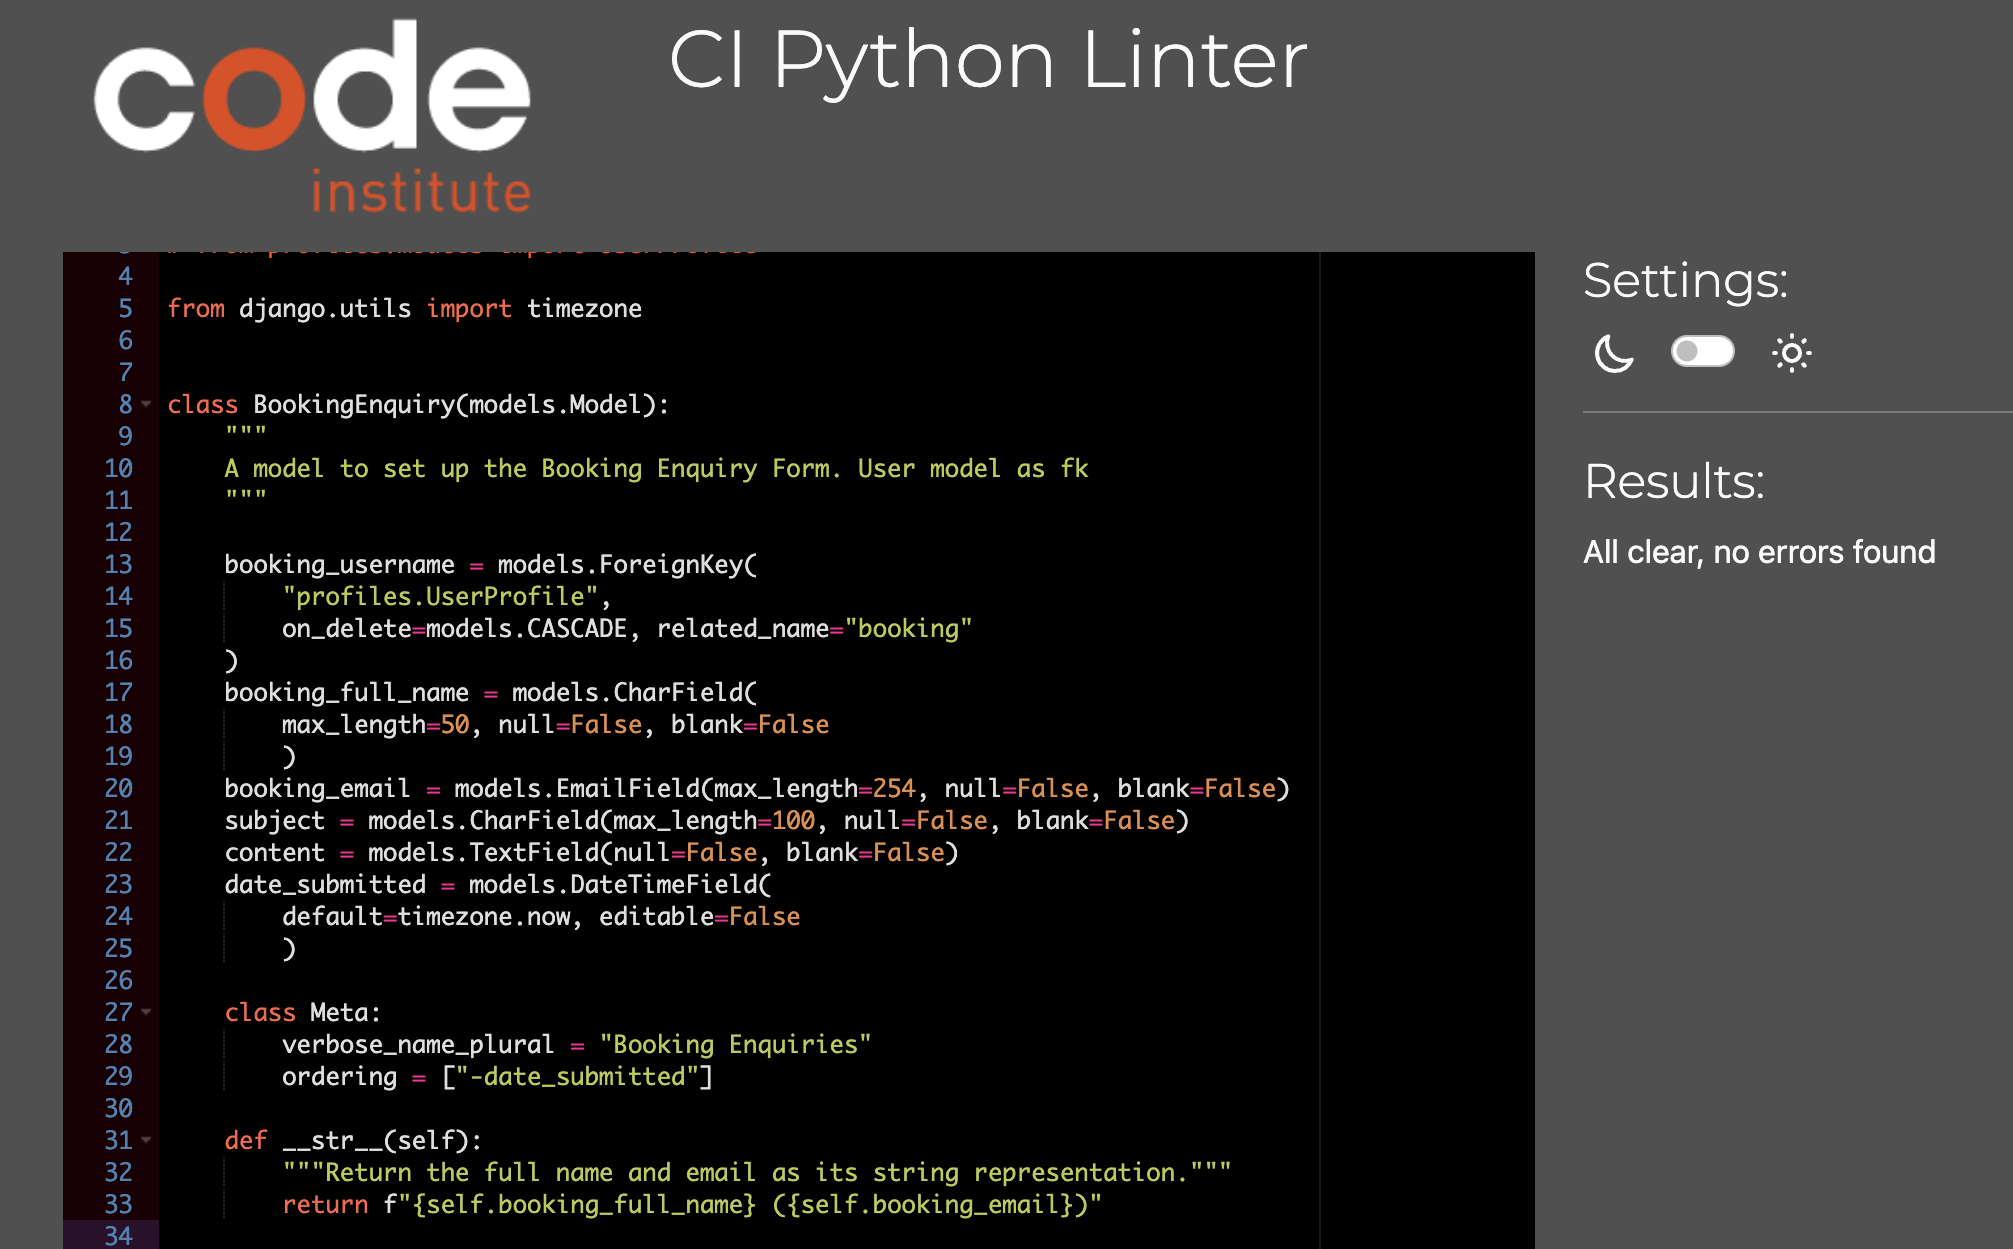 code
institute
CI Python Linter
4
5 from django.utils import timezone
6
7
8 class BookingEnquiry(models.Model):
9 """
10 A model to set up the Booking Enquiry Form. User model as fk
11 """
12
13 booking_username = models.ForeignKey(
14 "profiles.UserProfile",
15 on_delete=models.CASCADE, related_name="booking"
16 )
17 booking_full_name = models.CharField(
18 max_length=50, null=False, blank=False
19 )
20 booking_email = models.EmailField(max_length=254, null=False, blank=False)
21 subject = models.CharField(max_length=100, null=False, blank=False)
22 content = models.TextField(null=False, blank=False)
23 date_submitted = models.DateTimeField(
24 default=timezone.now, editable=False
25 )
26
27 class Meta:
28 verbose_name_plural = "Booking Enquiries"
29 ordering = ["-date_submitted"]
30
31 def __str__(self):
32 """Return the full name and email as its string representation."""
33 return f"{self.booking_full_name} ({self.booking_email})"
34
Settings:
Results:
All clear, no errors found